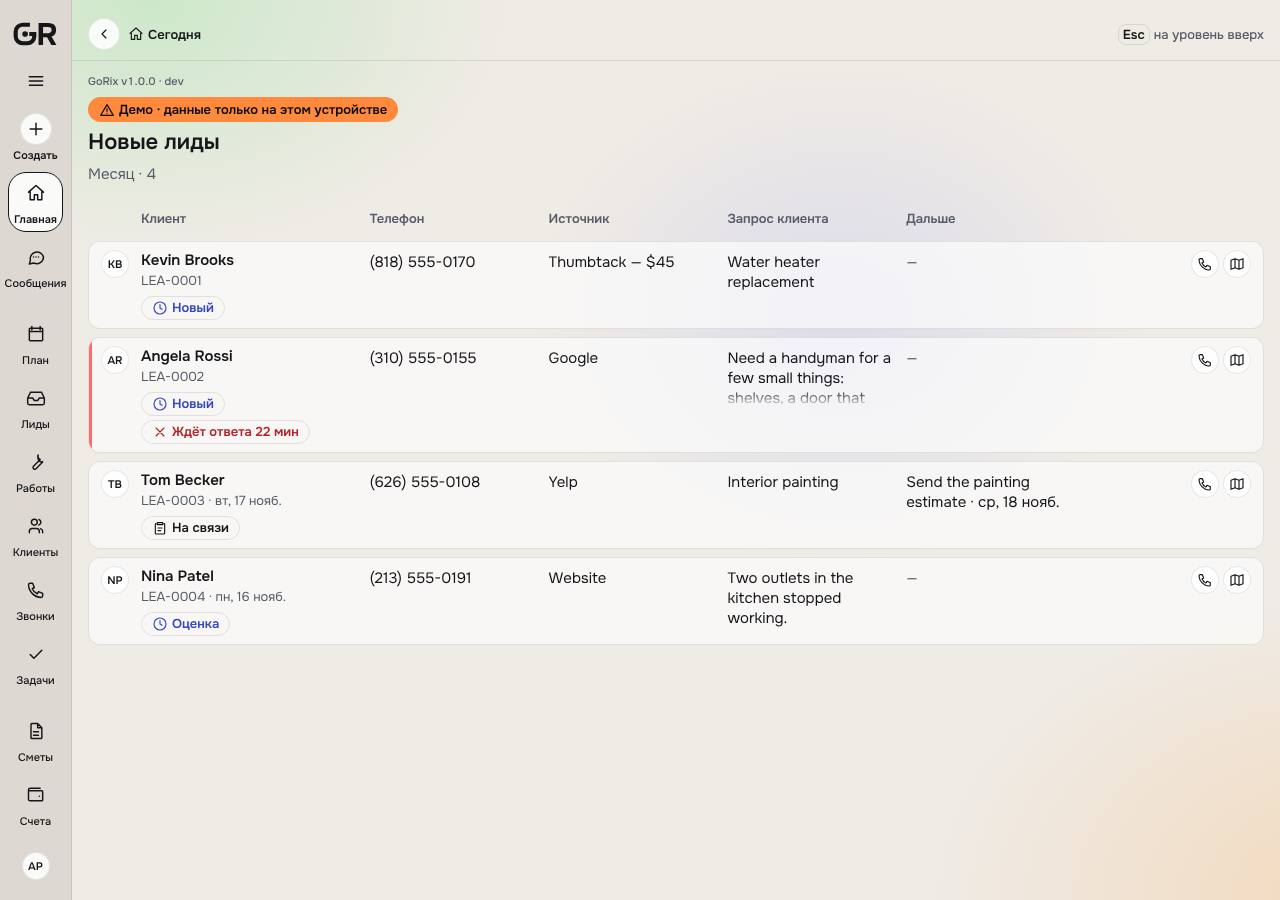 GR
Сегодня
Esc на уровень вверх
GoRix v1.0.0 · dev
Демо · данные только на этом устройстве
Новые лиды
Месяц · 4
Создать
Главная
Сообщения
План
Лиды
Работы
Клиенты
Звонки
Задачи
Сметы
Счета
AP
Клиент Телефон Источник Запрос клиента Дальше
KB Kevin Brooks (818) 555-0170 Thumbtack — $45 Water heater —
LEA-0001 replacement
Новый
AR Angela Rossi (310) 555-0155 Google Need a handyman for a —
LEA-0002 few small things:
Новый shelves, a door that
Ждёт ответа 22 мин
TB Tom Becker (626) 555-0108 Yelp Interior painting Send the painting
LEA-0003 · вт, 17 нояб. estimate · ср, 18 нояб.
На связи
NP Nina Patel (213) 555-0191 Website Two outlets in the —
LEA-0004 · пн, 16 нояб. kitchen stopped
Оценка working.